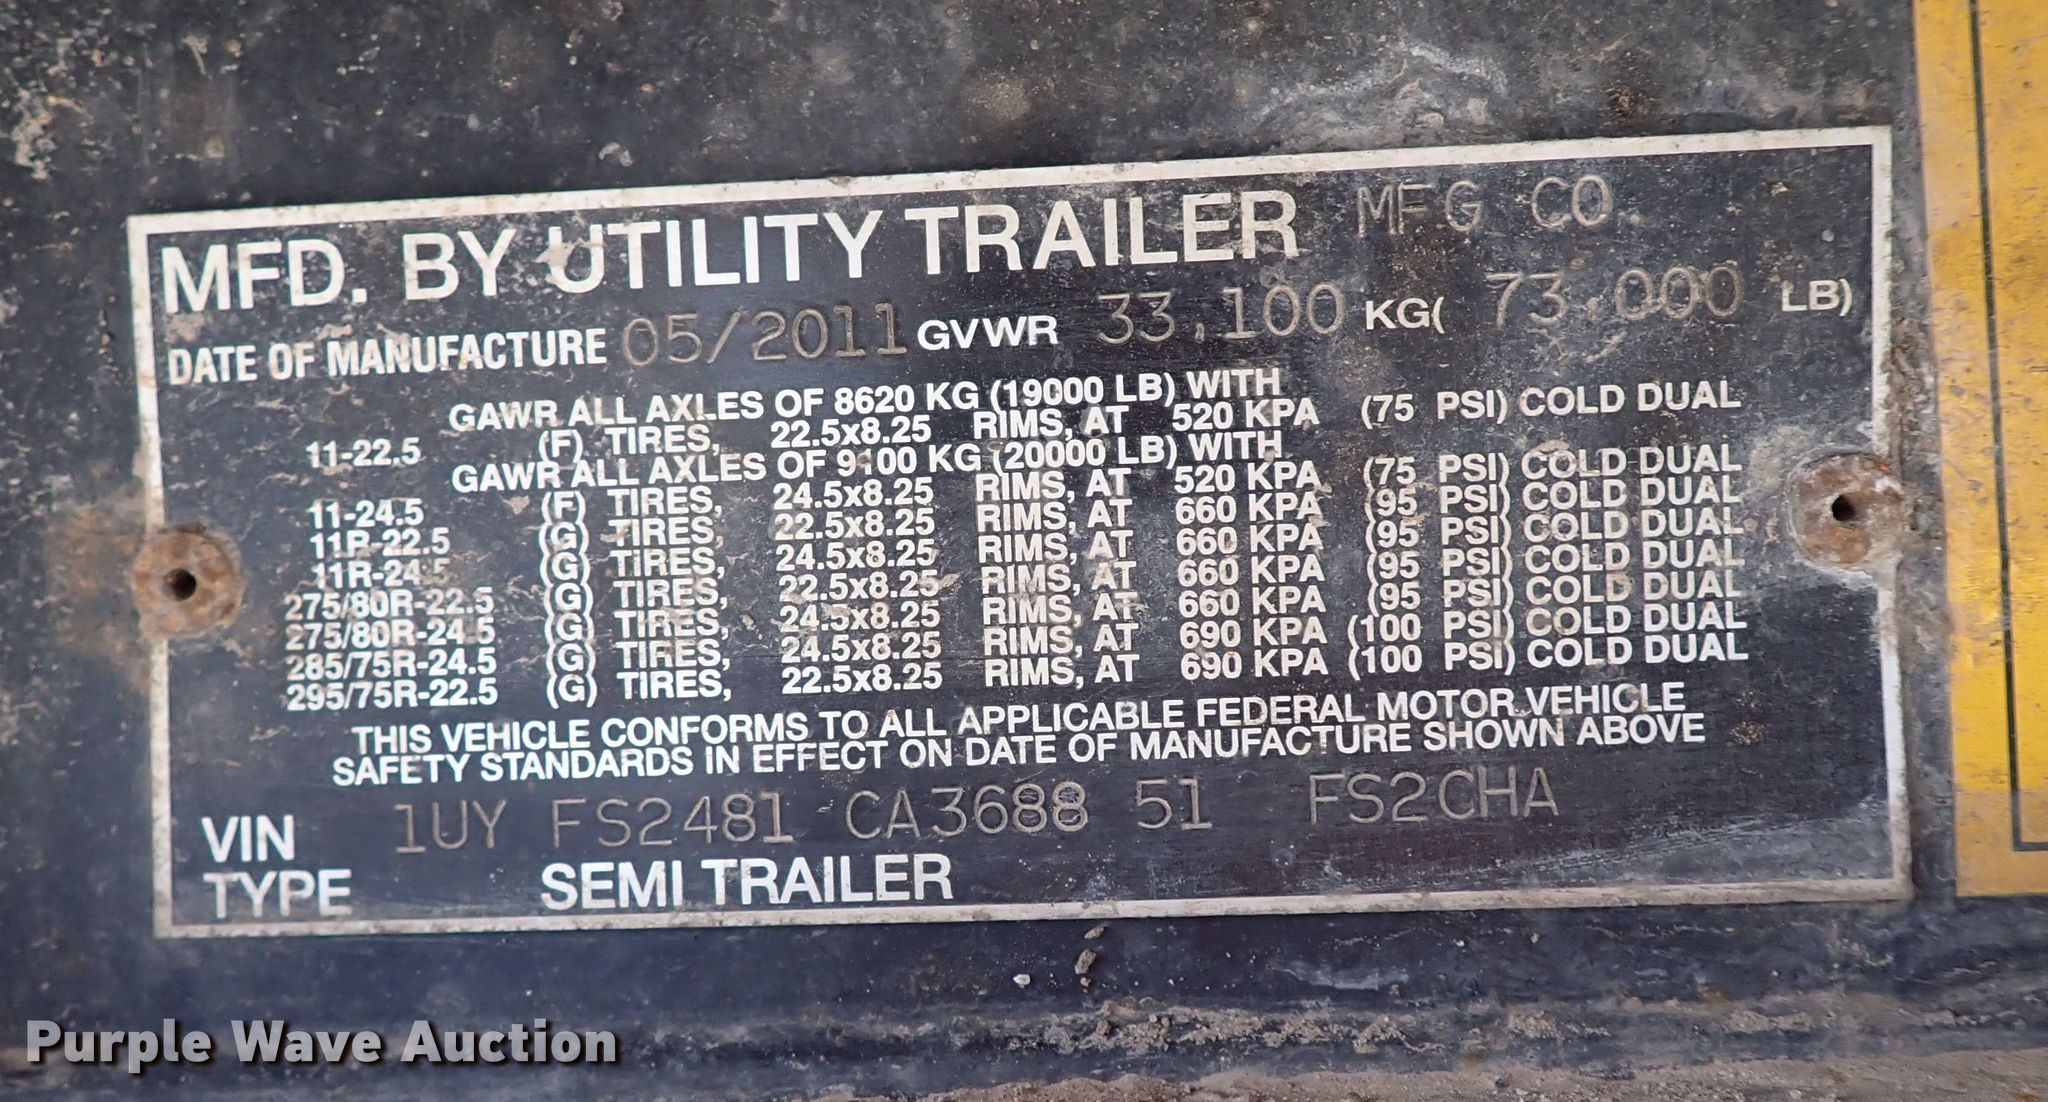 MFD. BY UTILITY TRAILER MFG CO.
DATE OF MANUFACTURE 05/2011 GVWR 33,100 KG( 73,000 LB)
GAWR ALL AXLES OF 8620 KG (19000 LB) WITH
11-22.5 (F) TIRES, 22.5x8.25 RIMS, AT 520 KPA (75 PSI) COLD DUAL
GAWR ALL AXLES OF 9100 KG (20000 LB) WITH
11-24.5 (F) TIRES, 24.5x8.25 RIMS, AT 520 KPA (75 PSI) COLD DUAL
11R-22.5 (G) TIRES, 22.5x8.25 RIMS, AT 660 KPA (95 PSI) COLD DUAL
11R-24.5 (G) TIRES, 24.5x8.25 RIMS, AT 660 KPA (95 PSI) COLD DUAL
275/80R-22.5 (G) TIRES, 22.5x8.25 RIMS, AT 660 KPA (95 PSI) COLD DUAL
275/80R-24.5 (G) TIRES, 24.5x8.25 RIMS, AT 660 KPA (95 PSI) COLD DUAL
285/75R-24.5 (G) TIRES, 24.5x8.25 RIMS, AT 690 KPA (100 PSI) COLD DUAL
295/75R-22.5 (G) TIRES, 22.5x8.25 RIMS, AT 690 KPA (100 PSI) COLD DUAL
THIS VEHICLE CONFORMS TO ALL APPLICABLE FEDERAL MOTOR VEHICLE
SAFETY STANDARDS IN EFFECT ON DATE OF MANUFACTURE SHOWN ABOVE
VIN 1UY FS2481 CA3688 51 FS2CHA
TYPE SEMI TRAILER
Purple Wave Auction